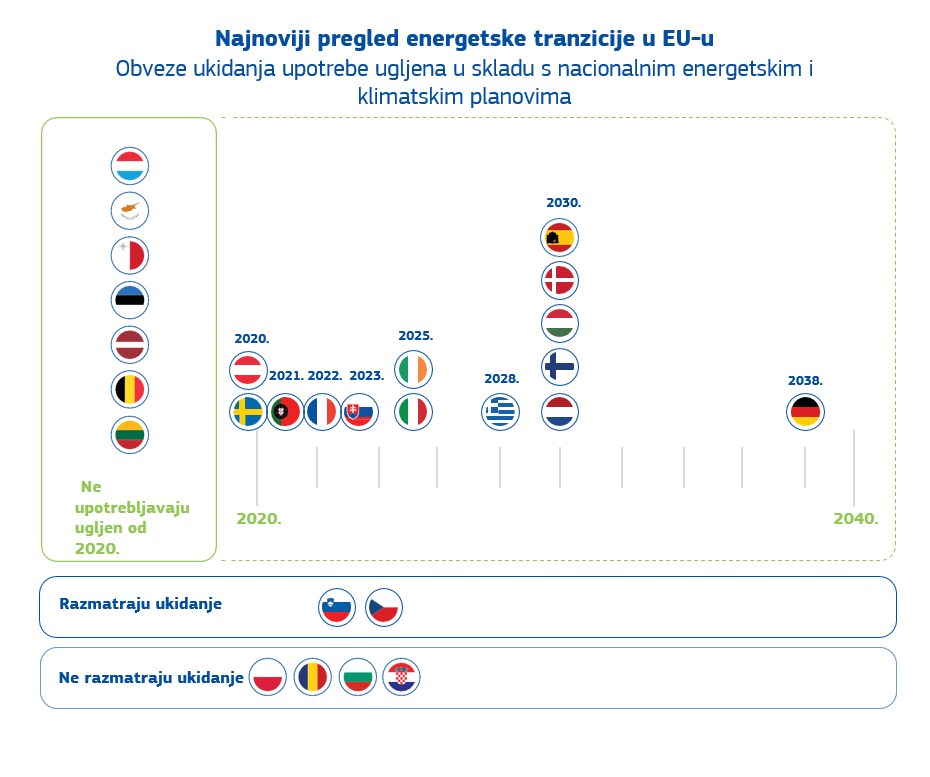 Najnoviji pregled energetske tranzicije u EU-u
Obveze ukidanja upotrebe ugljena u skladu s nacionalnim energetskim i
klimatskim planovima
2030.
2020.
2025.
2021.
2022.
2023.
2028.
2038.
Ne
upotrebljavaju
ugljen od
2020.
2020.
2040.
Razmatraju ukidanje
Ne razmatraju ukidanje